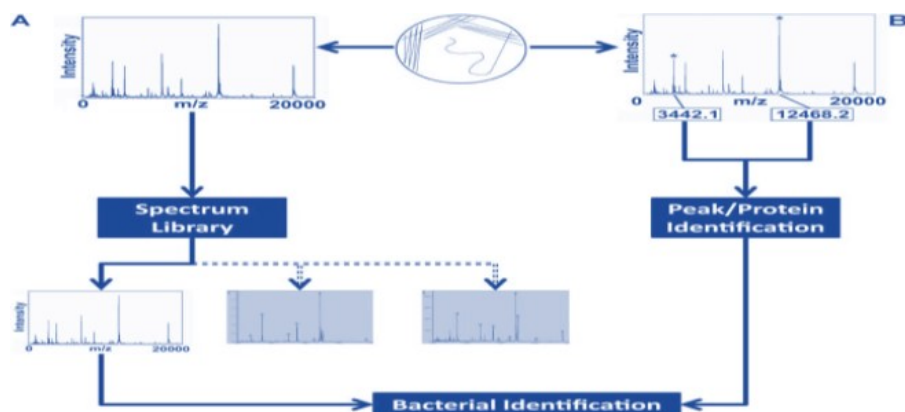 A
B
Intensity
0
m/z
20000
Intensity
0
m/z
20000
3442.1
12468.2
Spectrum
Library
Peak/Protein
Identification
Intensity
0
m/z
20000
Bacterial Identification